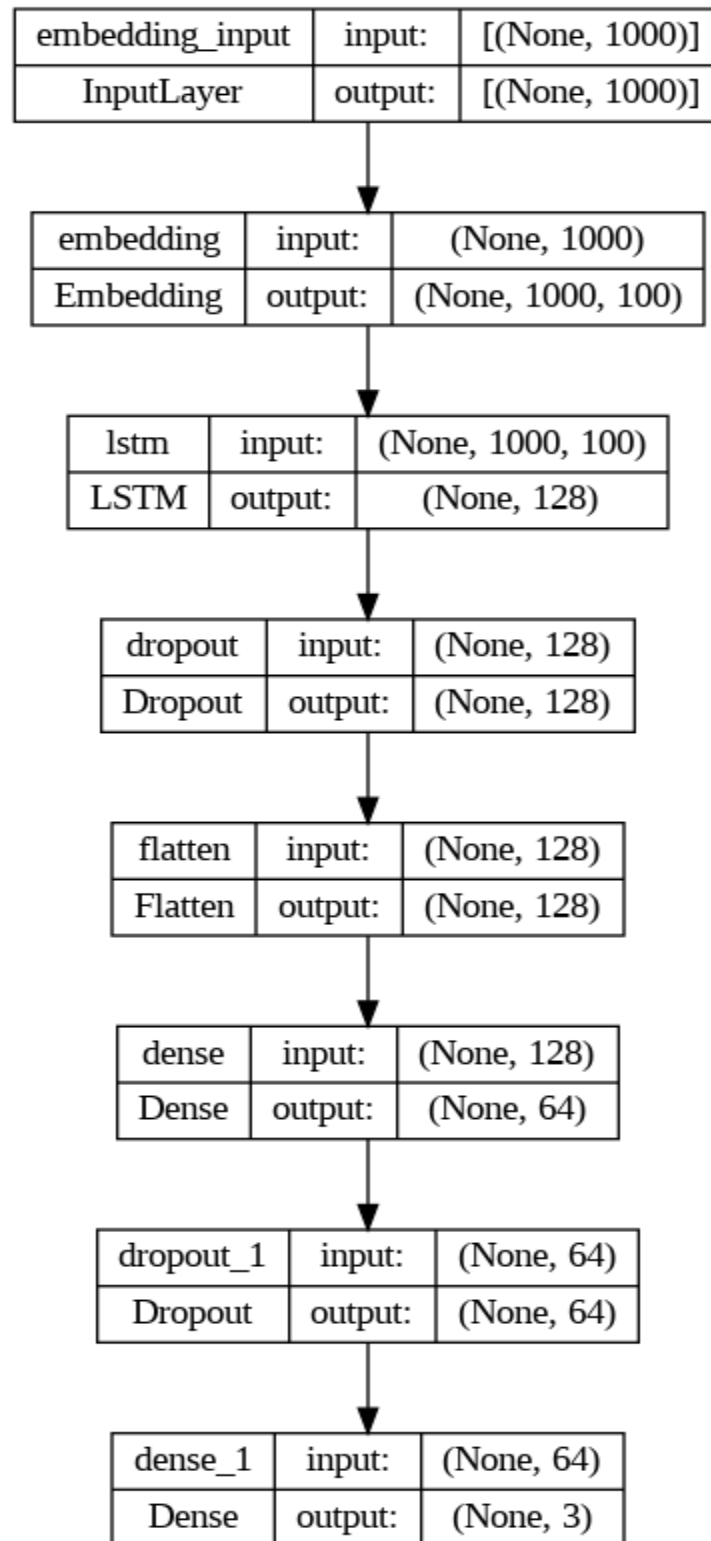 embedding_input input: [(None, 1000)]
InputLayer output: [(None, 1000)]
embedding input: (None, 1000)
Embedding output: (None, 1000, 100)
lstm input: (None, 1000, 100)
LSTM output: (None, 128)
dropout input: (None, 128)
Dropout output: (None, 128)
flatten input: (None, 128)
Flatten output: (None, 128)
dense input: (None, 128)
Dense output: (None, 64)
dropout_1 input: (None, 64)
Dropout output: (None, 64)
dense_1 input: (None, 64)
Dense output: (None, 3)